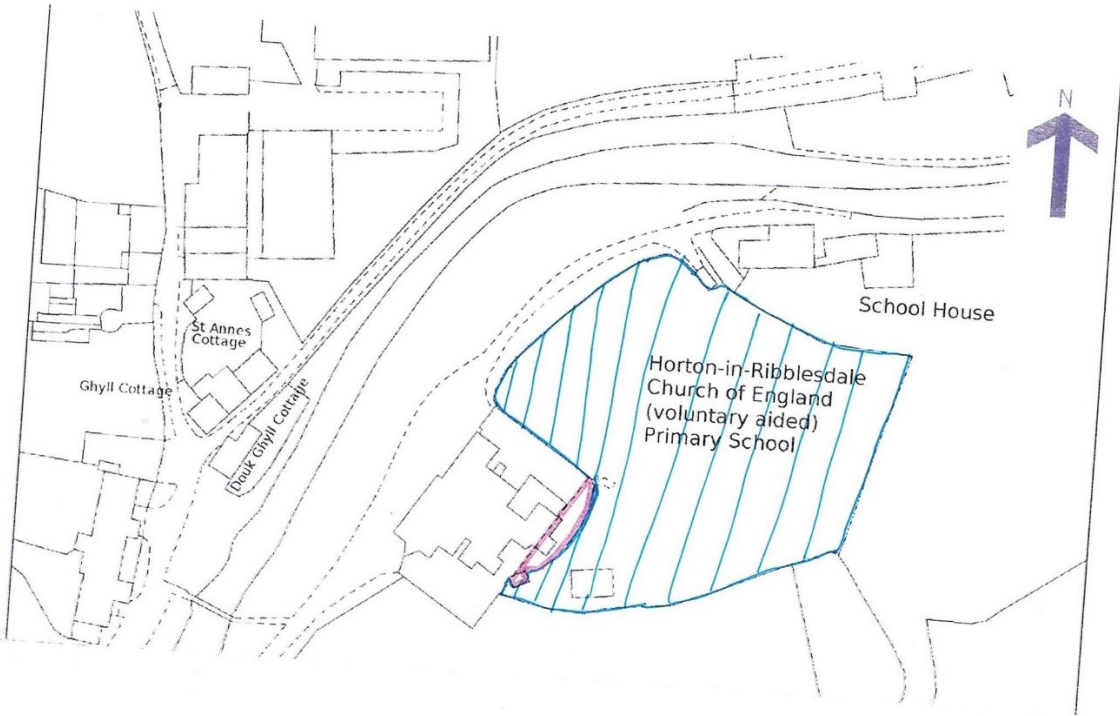 N
School House
St Annes
Cottage
Ghyll Cottage
Douk Ghyll Cottage
Horton-in-Ribblesdale
Church of England
(voluntary aided)
Primary School